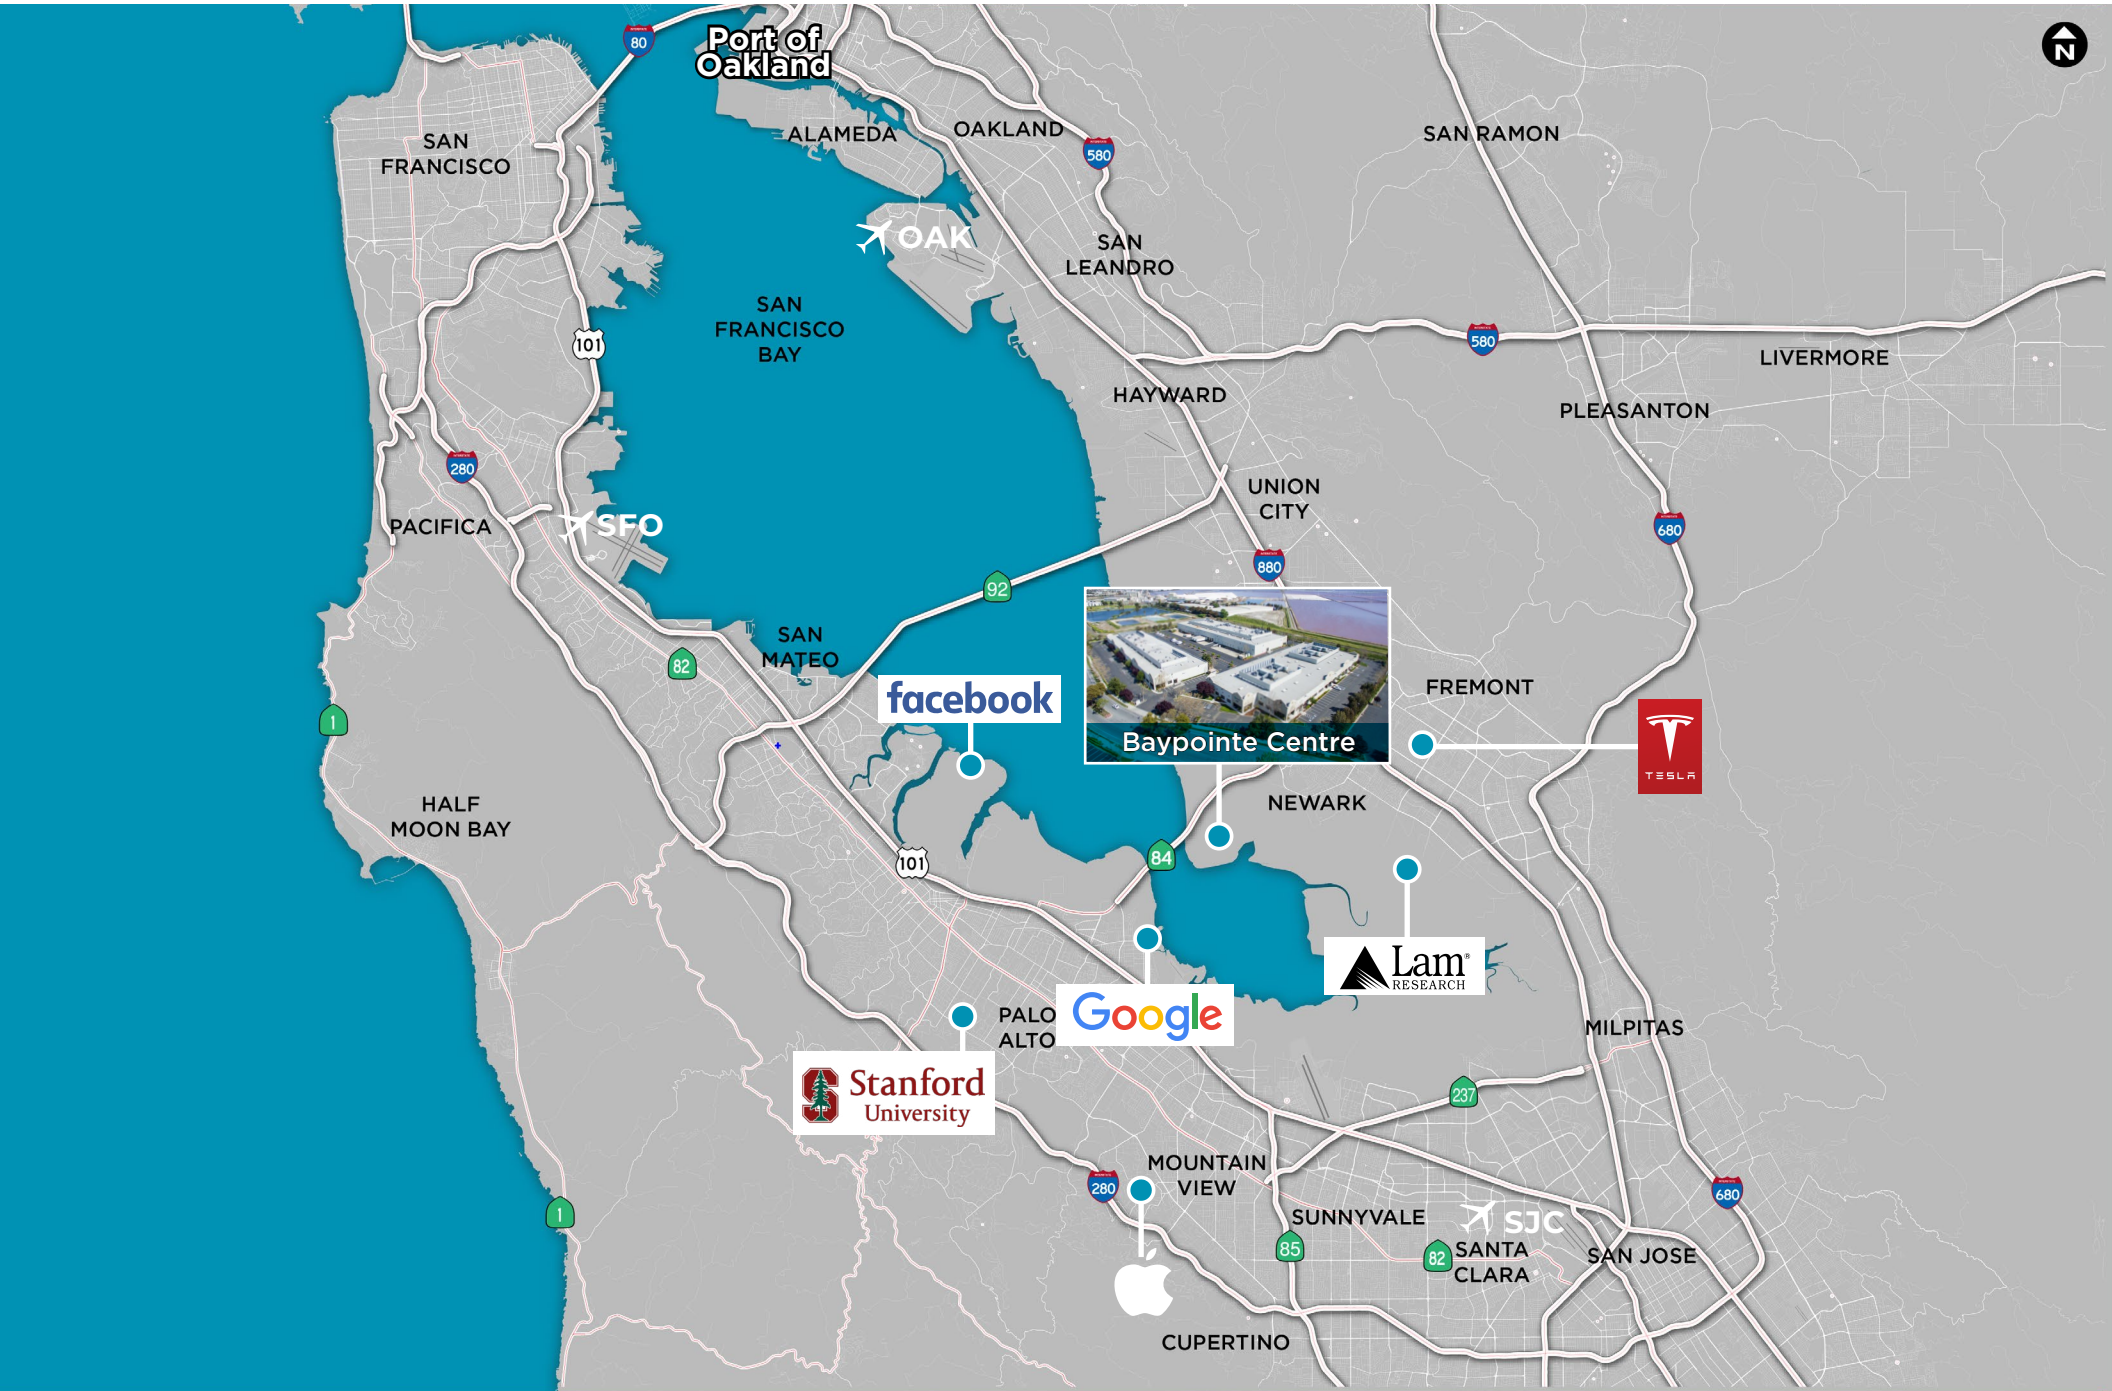 80
Port of
Oakland
N
SAN
FRANCISCO
ALAMEDA
OAKLAND
580
SAN RAMON
OAK
SAN
LEANDRO
SAN
FRANCISCO
BAY
101
580
LIVERMORE
HAYWARD
PLEASANTON
280
UNION
CITY
PACIFICA
SFO
680
880
92
SAN
MATEO
82
facebook
FREMONT
1
Baypointe Centre
TESLA
HALF
MOON BAY
NEWARK
101
84
Lam®
RESEARCH
PALO
ALTO
Google
MILPITAS
Stanford
University
237
MOUNTAIN
VIEW
280
680
1
SUNNYVALE
SJC
85
82
SANTA
CLARA
SAN JOSE
CUPERTINO